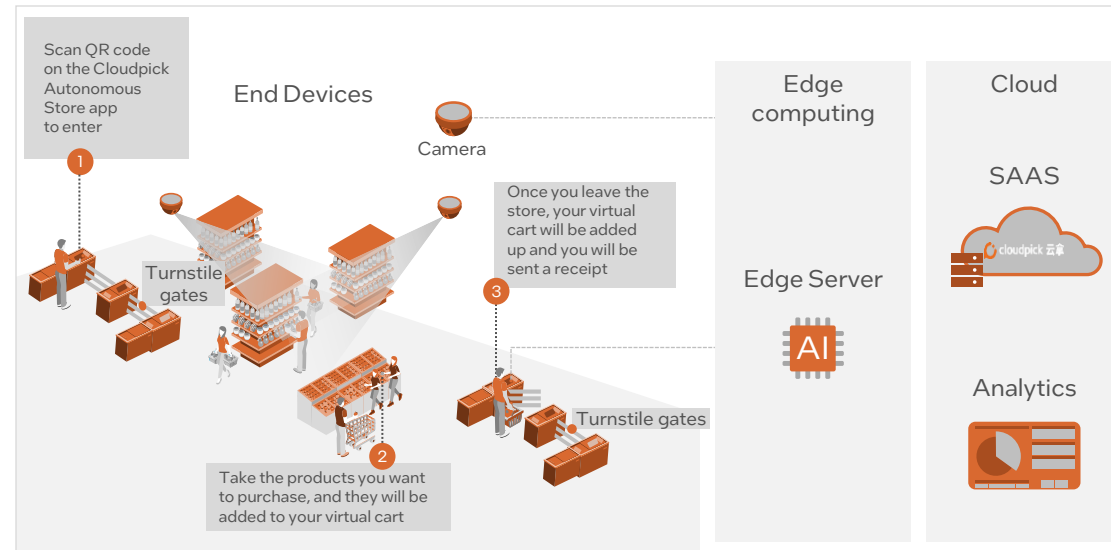 Scan QR code
on the Cloudpick
Autonomous
Store app
to enter
1
End Devices
Camera
Turnstile
gates
Once you leave the
store, your virtual
cart will be added
up and you will be
sent a receipt
3
Turnstile gates
2
Take the products you want
to purchase, and they will be
added to your virtual cart
Edge
computing
Edge Server
AI
Cloud
SAAS
cloudpick 云拿
Analytics